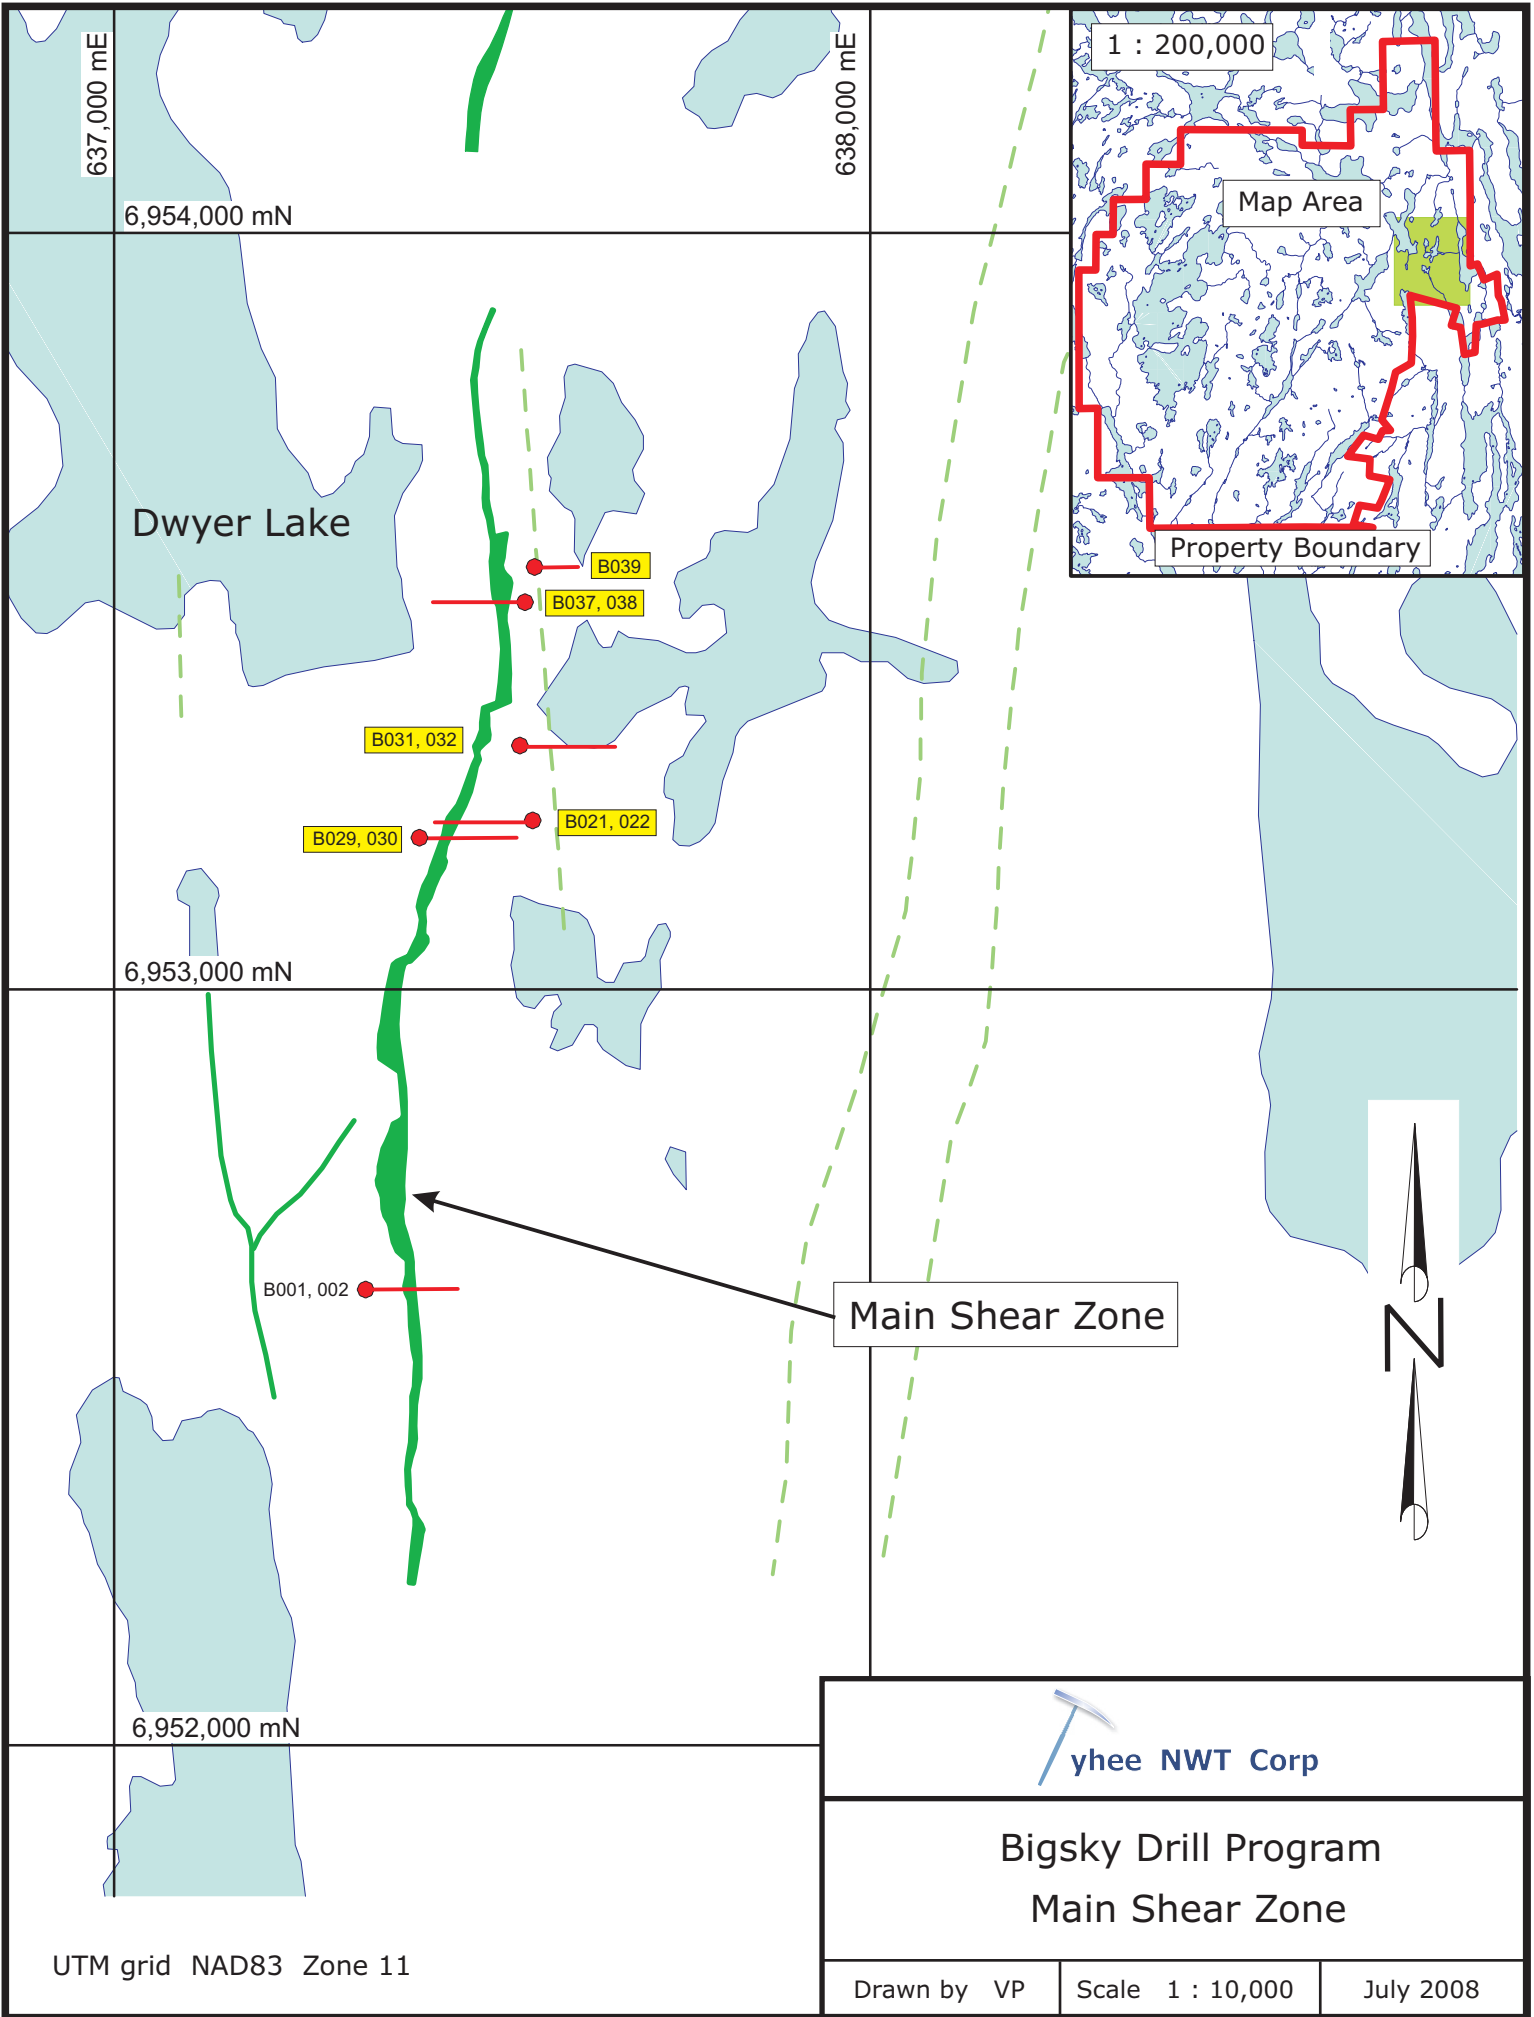 637,000 mE
638,000 mE
1 : 200,000
Map Area
6,954,000 mN
Dwyer Lake
Property Boundary
B039
B037, 038
B031, 032
B021, 022
B029, 030
6,953,000 mN
B001, 002
Main Shear Zone
N
6,952,000 mN
yhee NWT Corp
Bigsky Drill Program
Main Shear Zone
UTM grid NAD83 Zone 11
Drawn by VP
Scale 1 : 10,000
July 2008